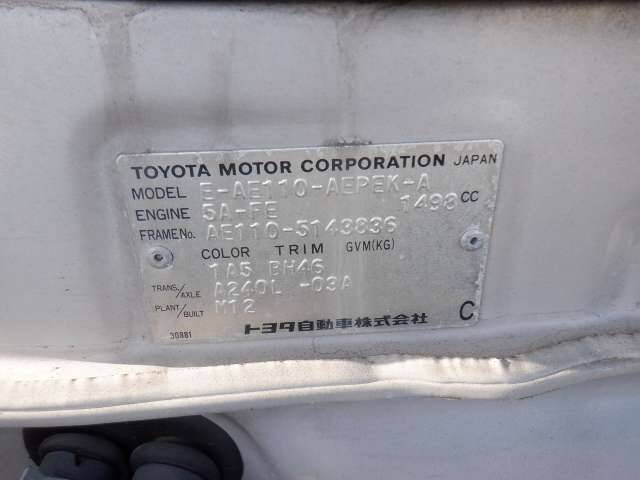 TOYOTA MOTOR CORPORATION JAPAN
MODEL E-AE110-AEPEK-A
ENGINE 5A-FE 1498 CC
FRAME No. AE110-5143836
COLOR TRIM GVM(KG)
1A5 BH46
TRANS./AXLE A240L -03A
PLANT/BUILT M12
30881 トヨタ自動車株式会社 C